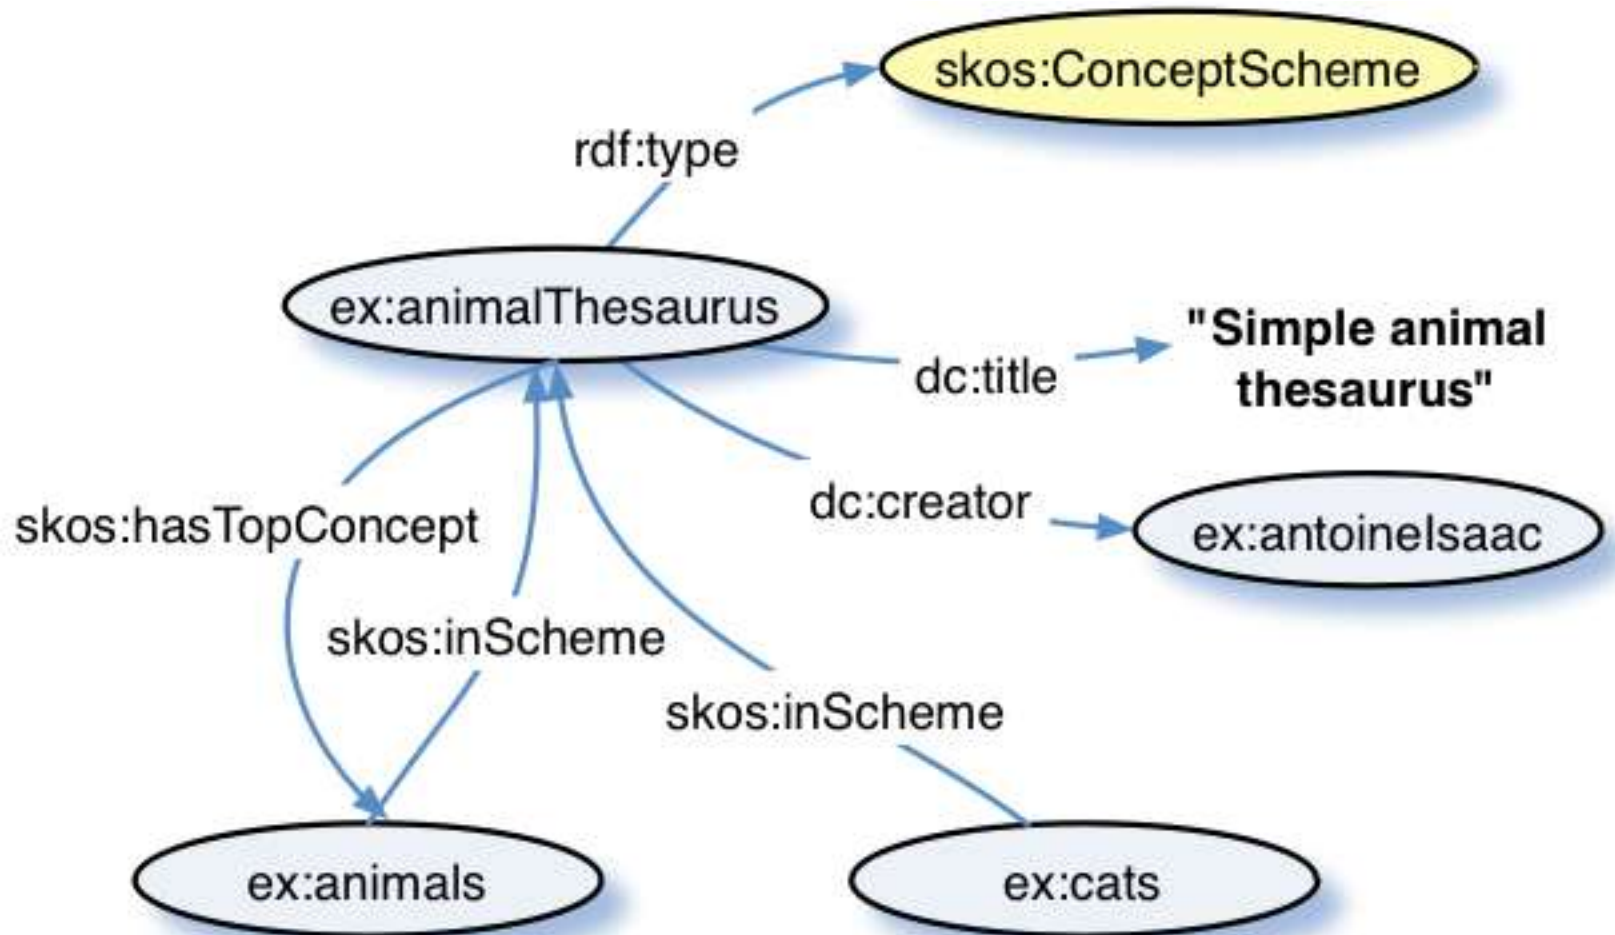 skos:ConceptScheme
rdf:type
ex:animalThesaurus
"Simple animal
thesaurus"
dc:title
dc:creator
ex:antoineIsaac
skos:hasTopConcept
skos:inScheme
skos:inScheme
ex:animals
ex:cats